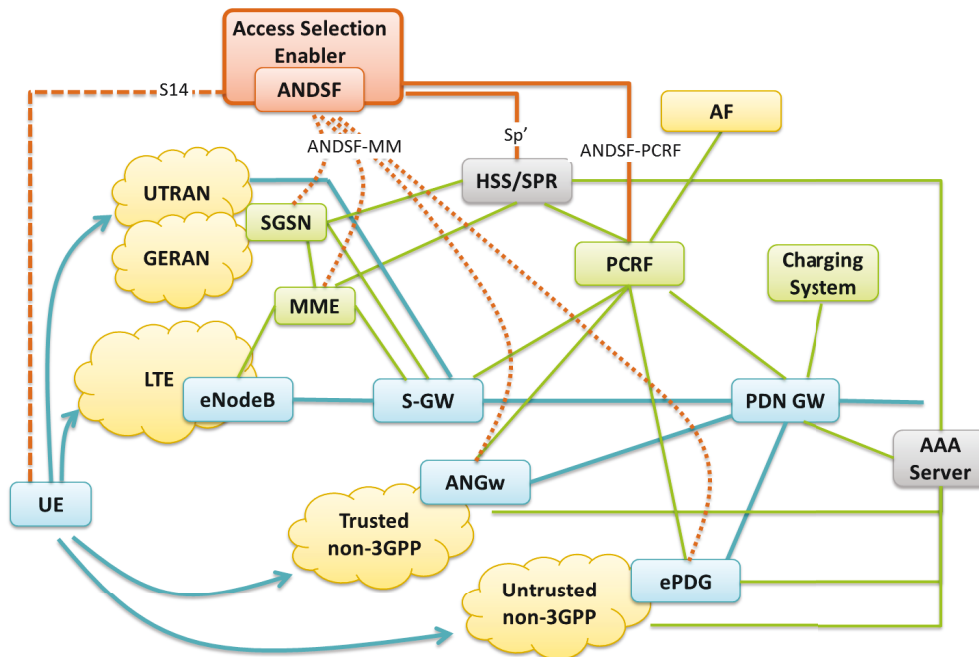 Access Selection
Enabler
ANDSF
S14
AF
ANDSF-MM
Sp’
ANDSF-PCRF
UTRAN
HSS/SPR
SGSN
GERAN
PCRF
Charging
System
MME
LTE
eNodeB
S-GW
PDN GW
AAA
Server
UE
ANGw
Trusted
non-3GPP
ePDG
Untrusted
non-3GPP